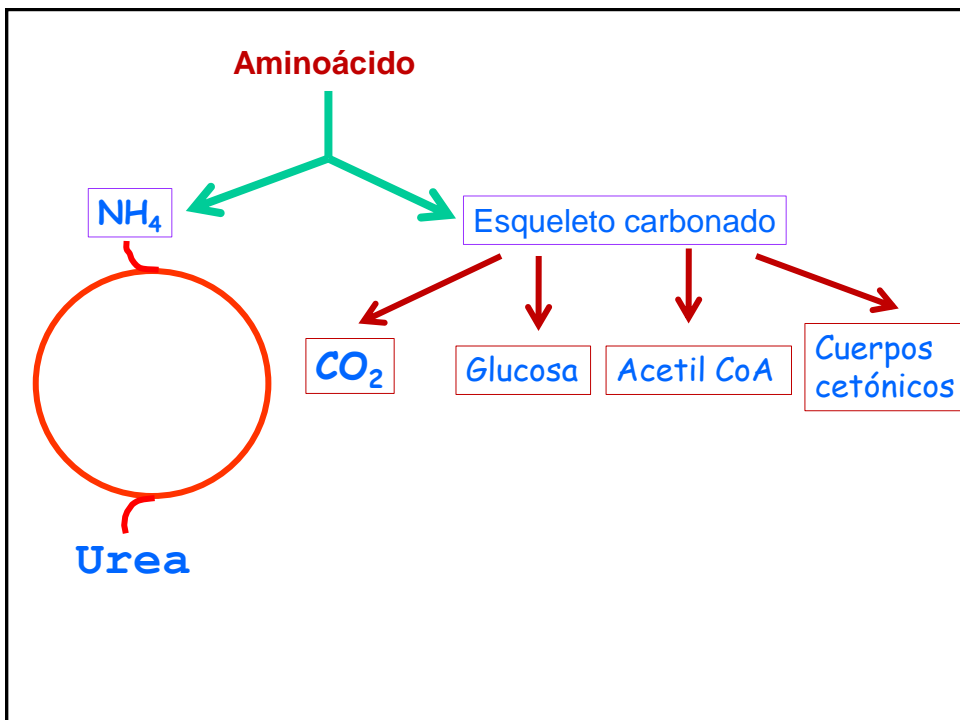 Aminoácido
NH₄
Esqueleto carbonado
CO₂
Glucosa
Acetil CoA
Cuerpos
cetónicos
Urea